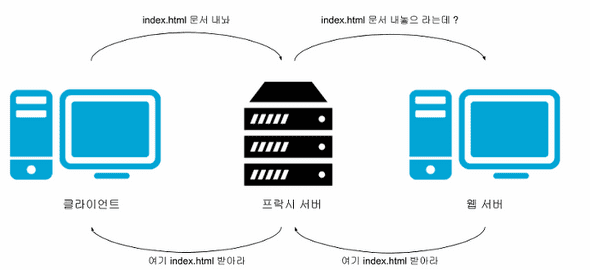 index.html 문서 내놔
index.html 문서 내놓으 라는데 ?
클라이언트
프락시 서버
웹 서버
여기 index.html 받아라
여기 index.html 받어라